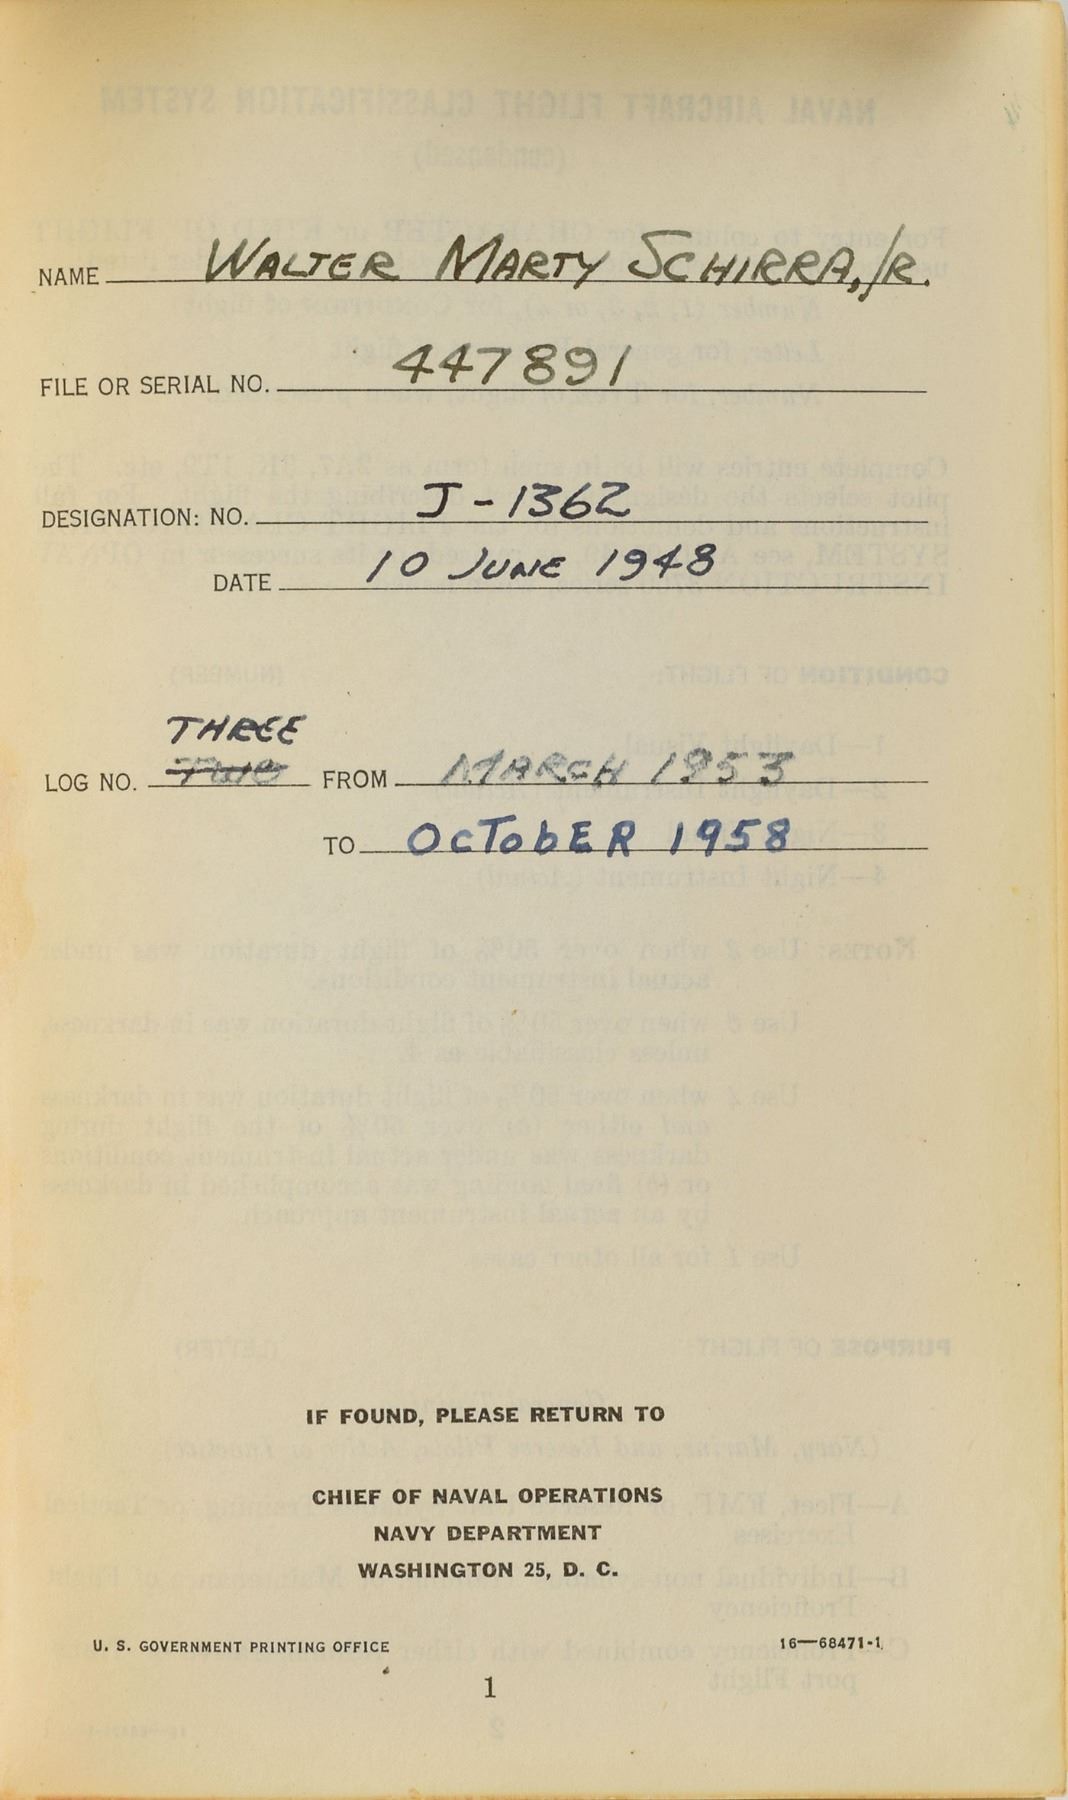 NAME WALTER MARTY SCHIRRA, JR.
FILE OR SERIAL NO. 447891
DESIGNATION: NO. J-1362
DATE 10 JUNE 1948
THREE
LOG NO. TWO FROM MARCH 1953
TO OCTOBER 1958
IF FOUND, PLEASE RETURN TO
CHIEF OF NAVAL OPERATIONS
NAVY DEPARTMENT
WASHINGTON 25, D. C.
U. S. GOVERNMENT PRINTING OFFICE 16—68471-1
1